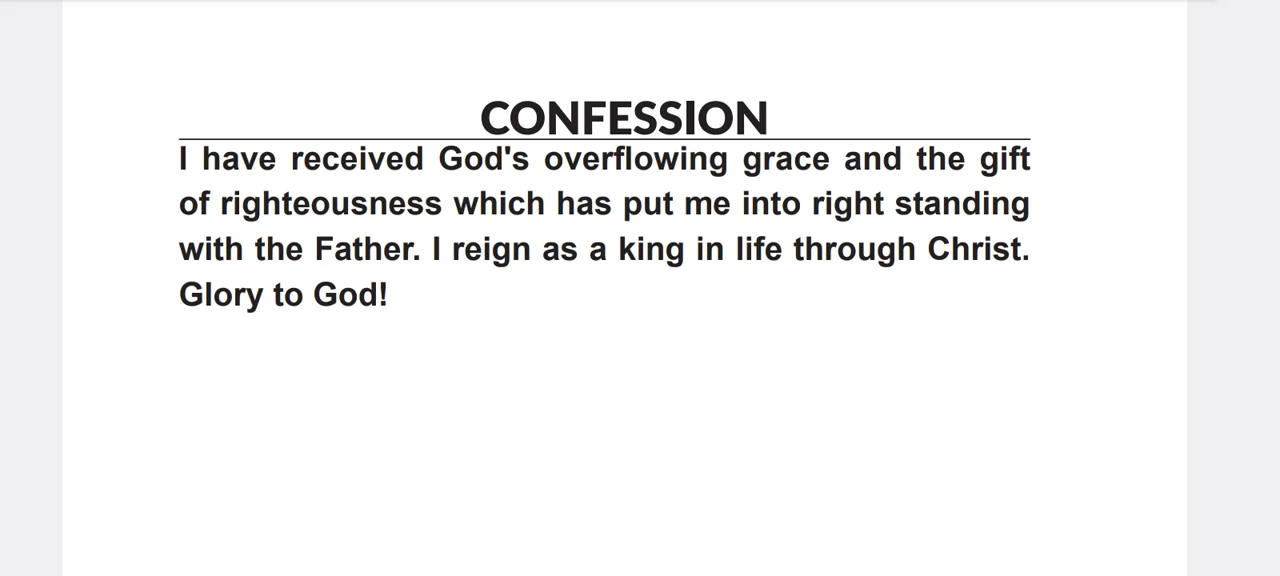 CONFESSION
I have received God's overflowing grace and the gift
of righteousness which has put me into right standing
with the Father. I reign as a king in life through Christ.
Glory to God!